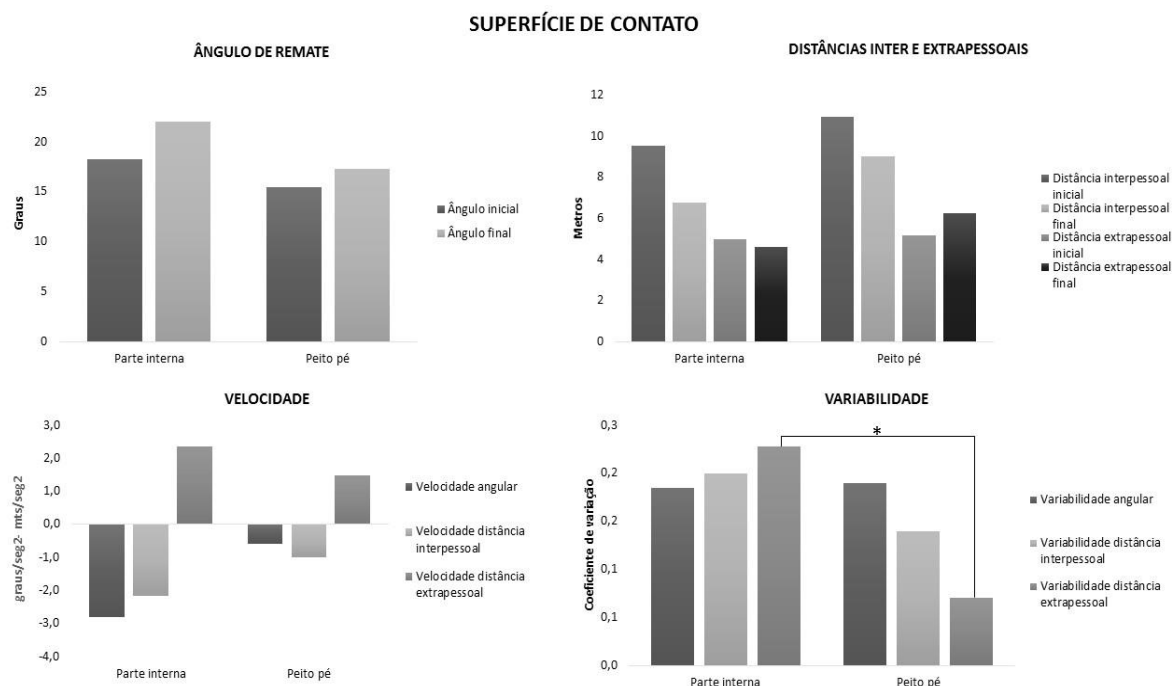 SUPERFÍCIE DE CONTATO
ÂNGULO DE REMATE
Graus
25
20
15
10
5
0
Parte interna
Peito pé
Ângulo inicial
Ângulo final
DISTÂNCIAS INTER E EXTRAPESSOAIS
Metros
12
10
8
6
4
2
0
Parte interna
Peito pé
Distância interpessoal
inicial
Distância interpessoal
final
Distância extrapessoal
inicial
Distância extrapessoal
final
VELOCIDADE
graus/seg2- mts/seg2
3,0
2,0
1,0
0,0
-1,0
-2,0
-3,0
-4,0
Parte interna
Peito pé
Velocidade angular
Velocidade distância
interpessoal
Velocidade distância
extrapessoal
VARIABILIDADE
Coeficiente de variação
0,3
0,2
0,2
0,1
0,1
0,0
*
Parte interna
Peito pé
Variabilidade angular
Variabilidade distância
interpessoal
Variabilidade distância
extrapessoal